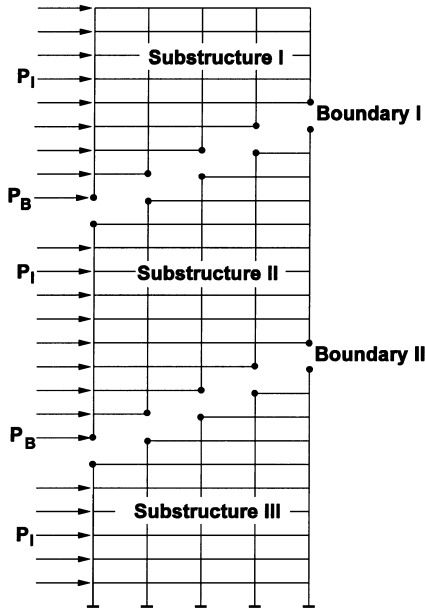 Substructure I
P_I
Boundary I
P_B
P_I
Substructure II
Boundary II
P_B
Substructure III
P_I